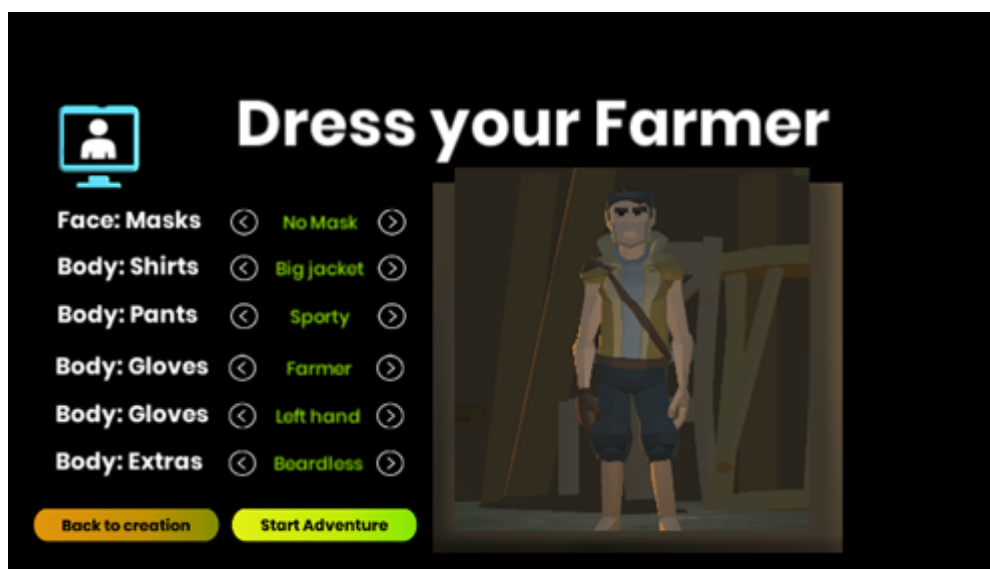 Dress your Farmer
Face: Masks No Mask
Body: Shirts Big jacket
Body: Pants Sporty
Body: Gloves Farmer
Body: Gloves Left hand
Body: Extras Beardless
Back to creation Start Adventure